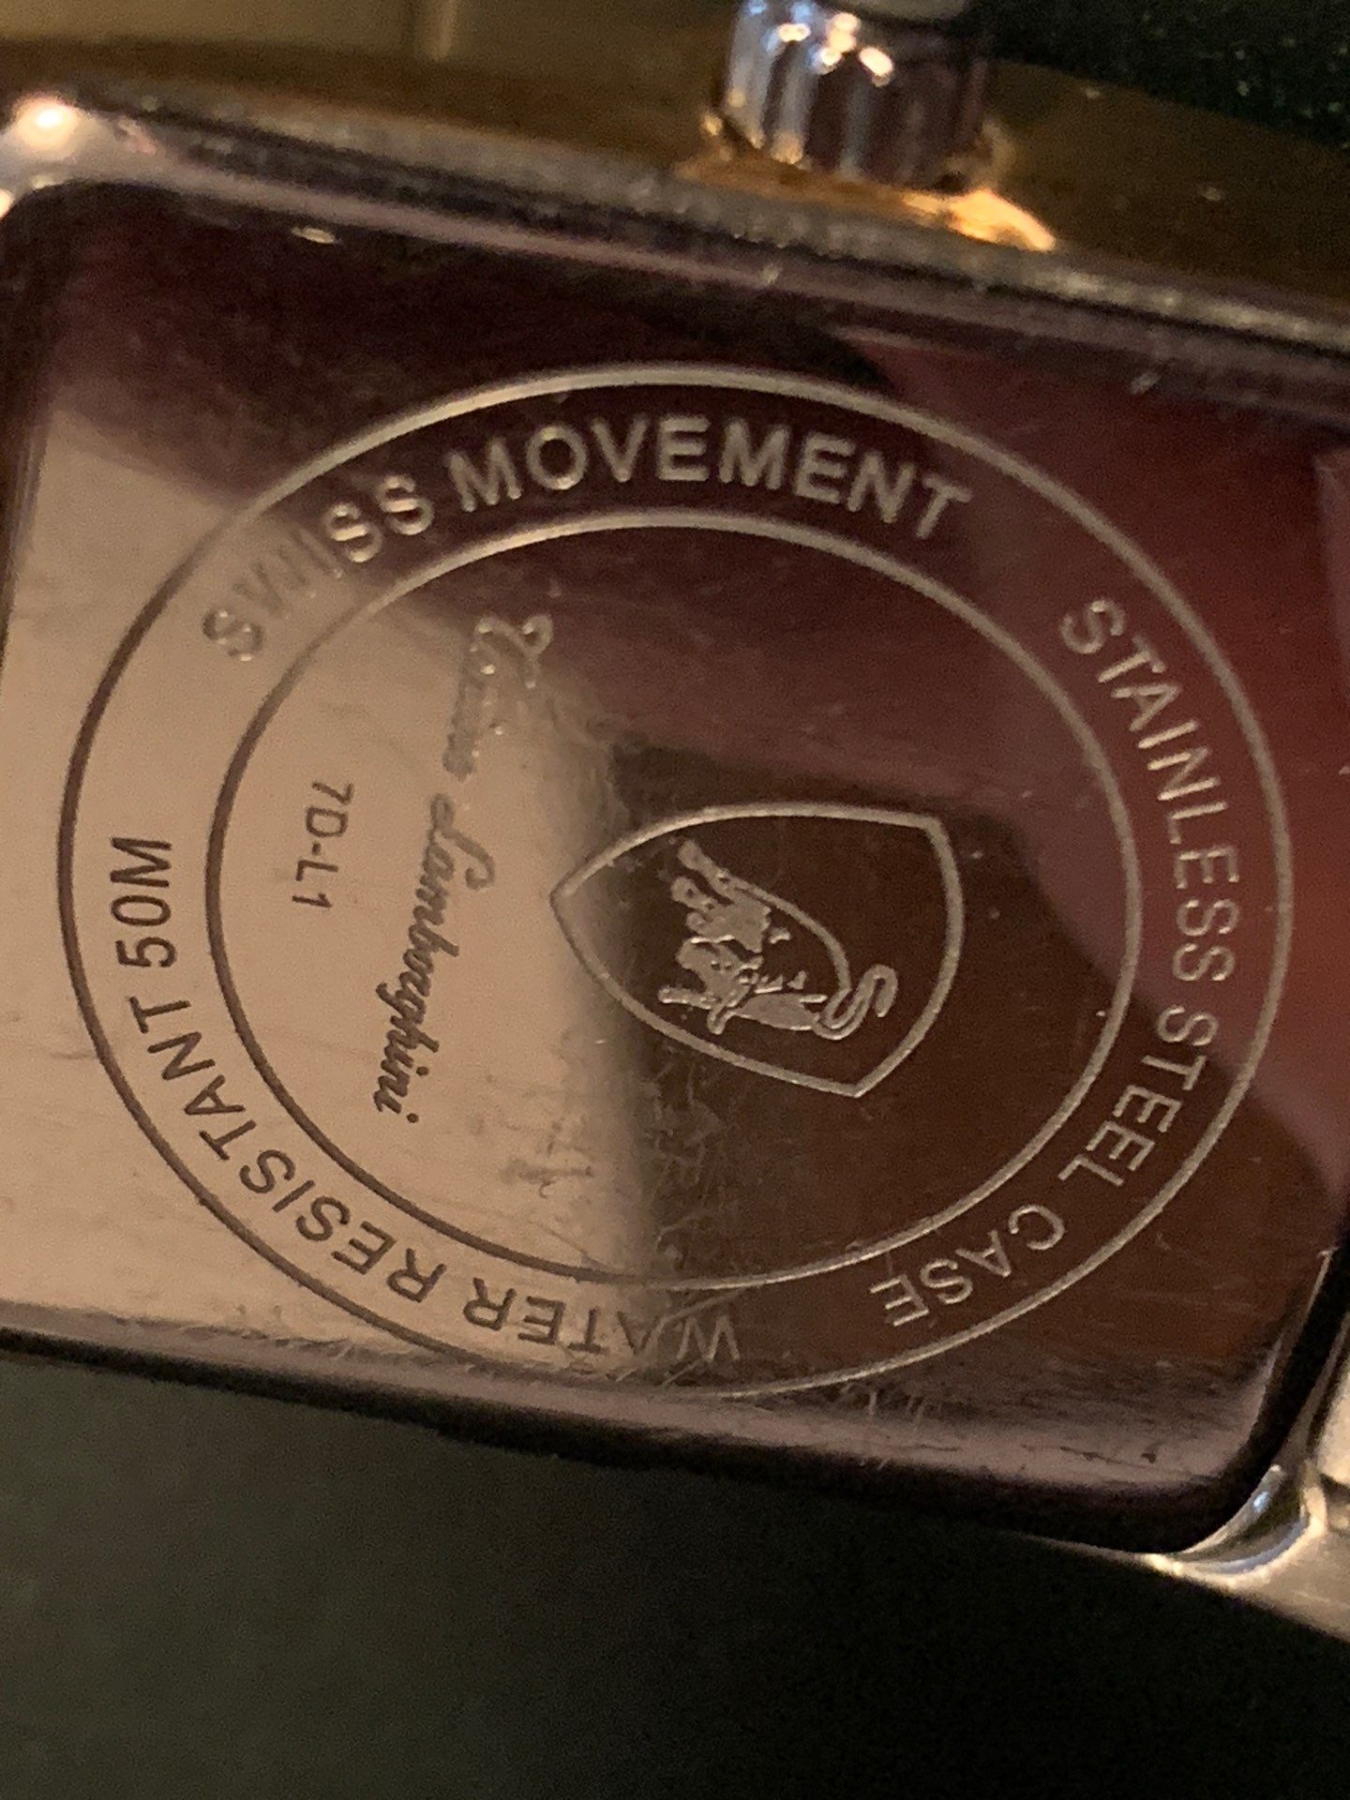 SWISS MOVEMENT
STAINLESS STEEL CASE
WATER RESISTANT 50M
Tonino Lamborghini
7D-L1